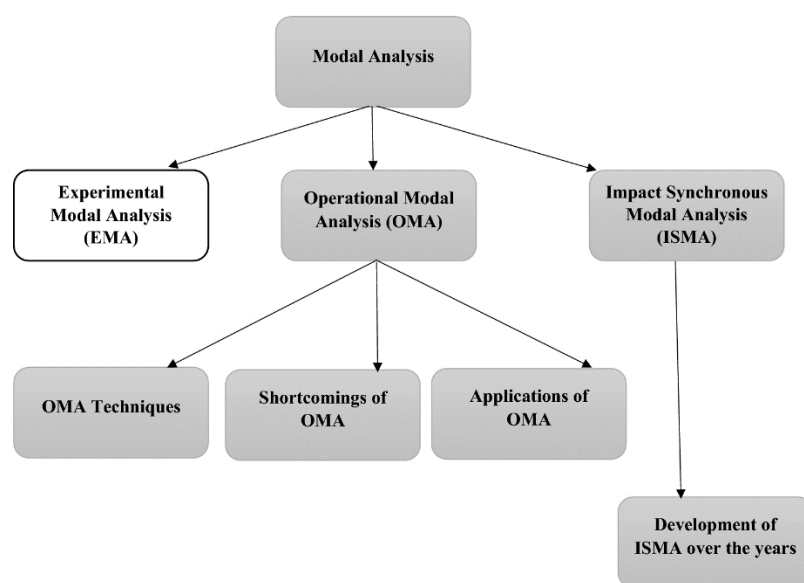 Modal Analysis
Experimental
Modal Analysis
(EMA)
Operational Modal
Analysis (OMA)
Impact Synchronous
Modal Analysis
(ISMA)
OMA Techniques
Shortcomings of
OMA
Applications of
OMA
Development of
ISMA over the years